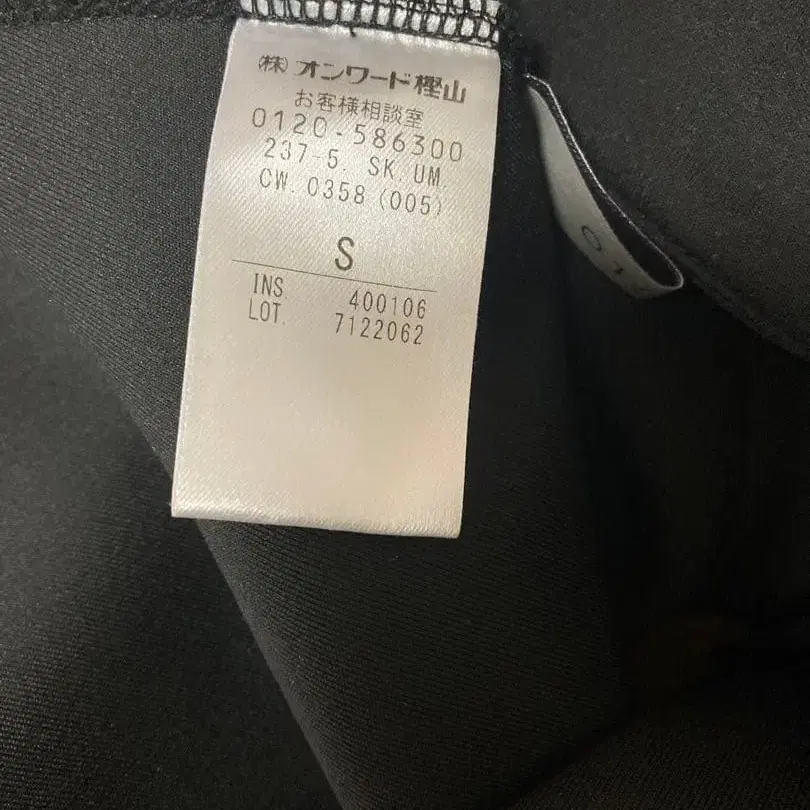 (株)オンワード樫山
お客様相談室
0120-586300
237-5. SK. UM.
CW. 0358 (005)
S
INS 400106
LOT. 7122062